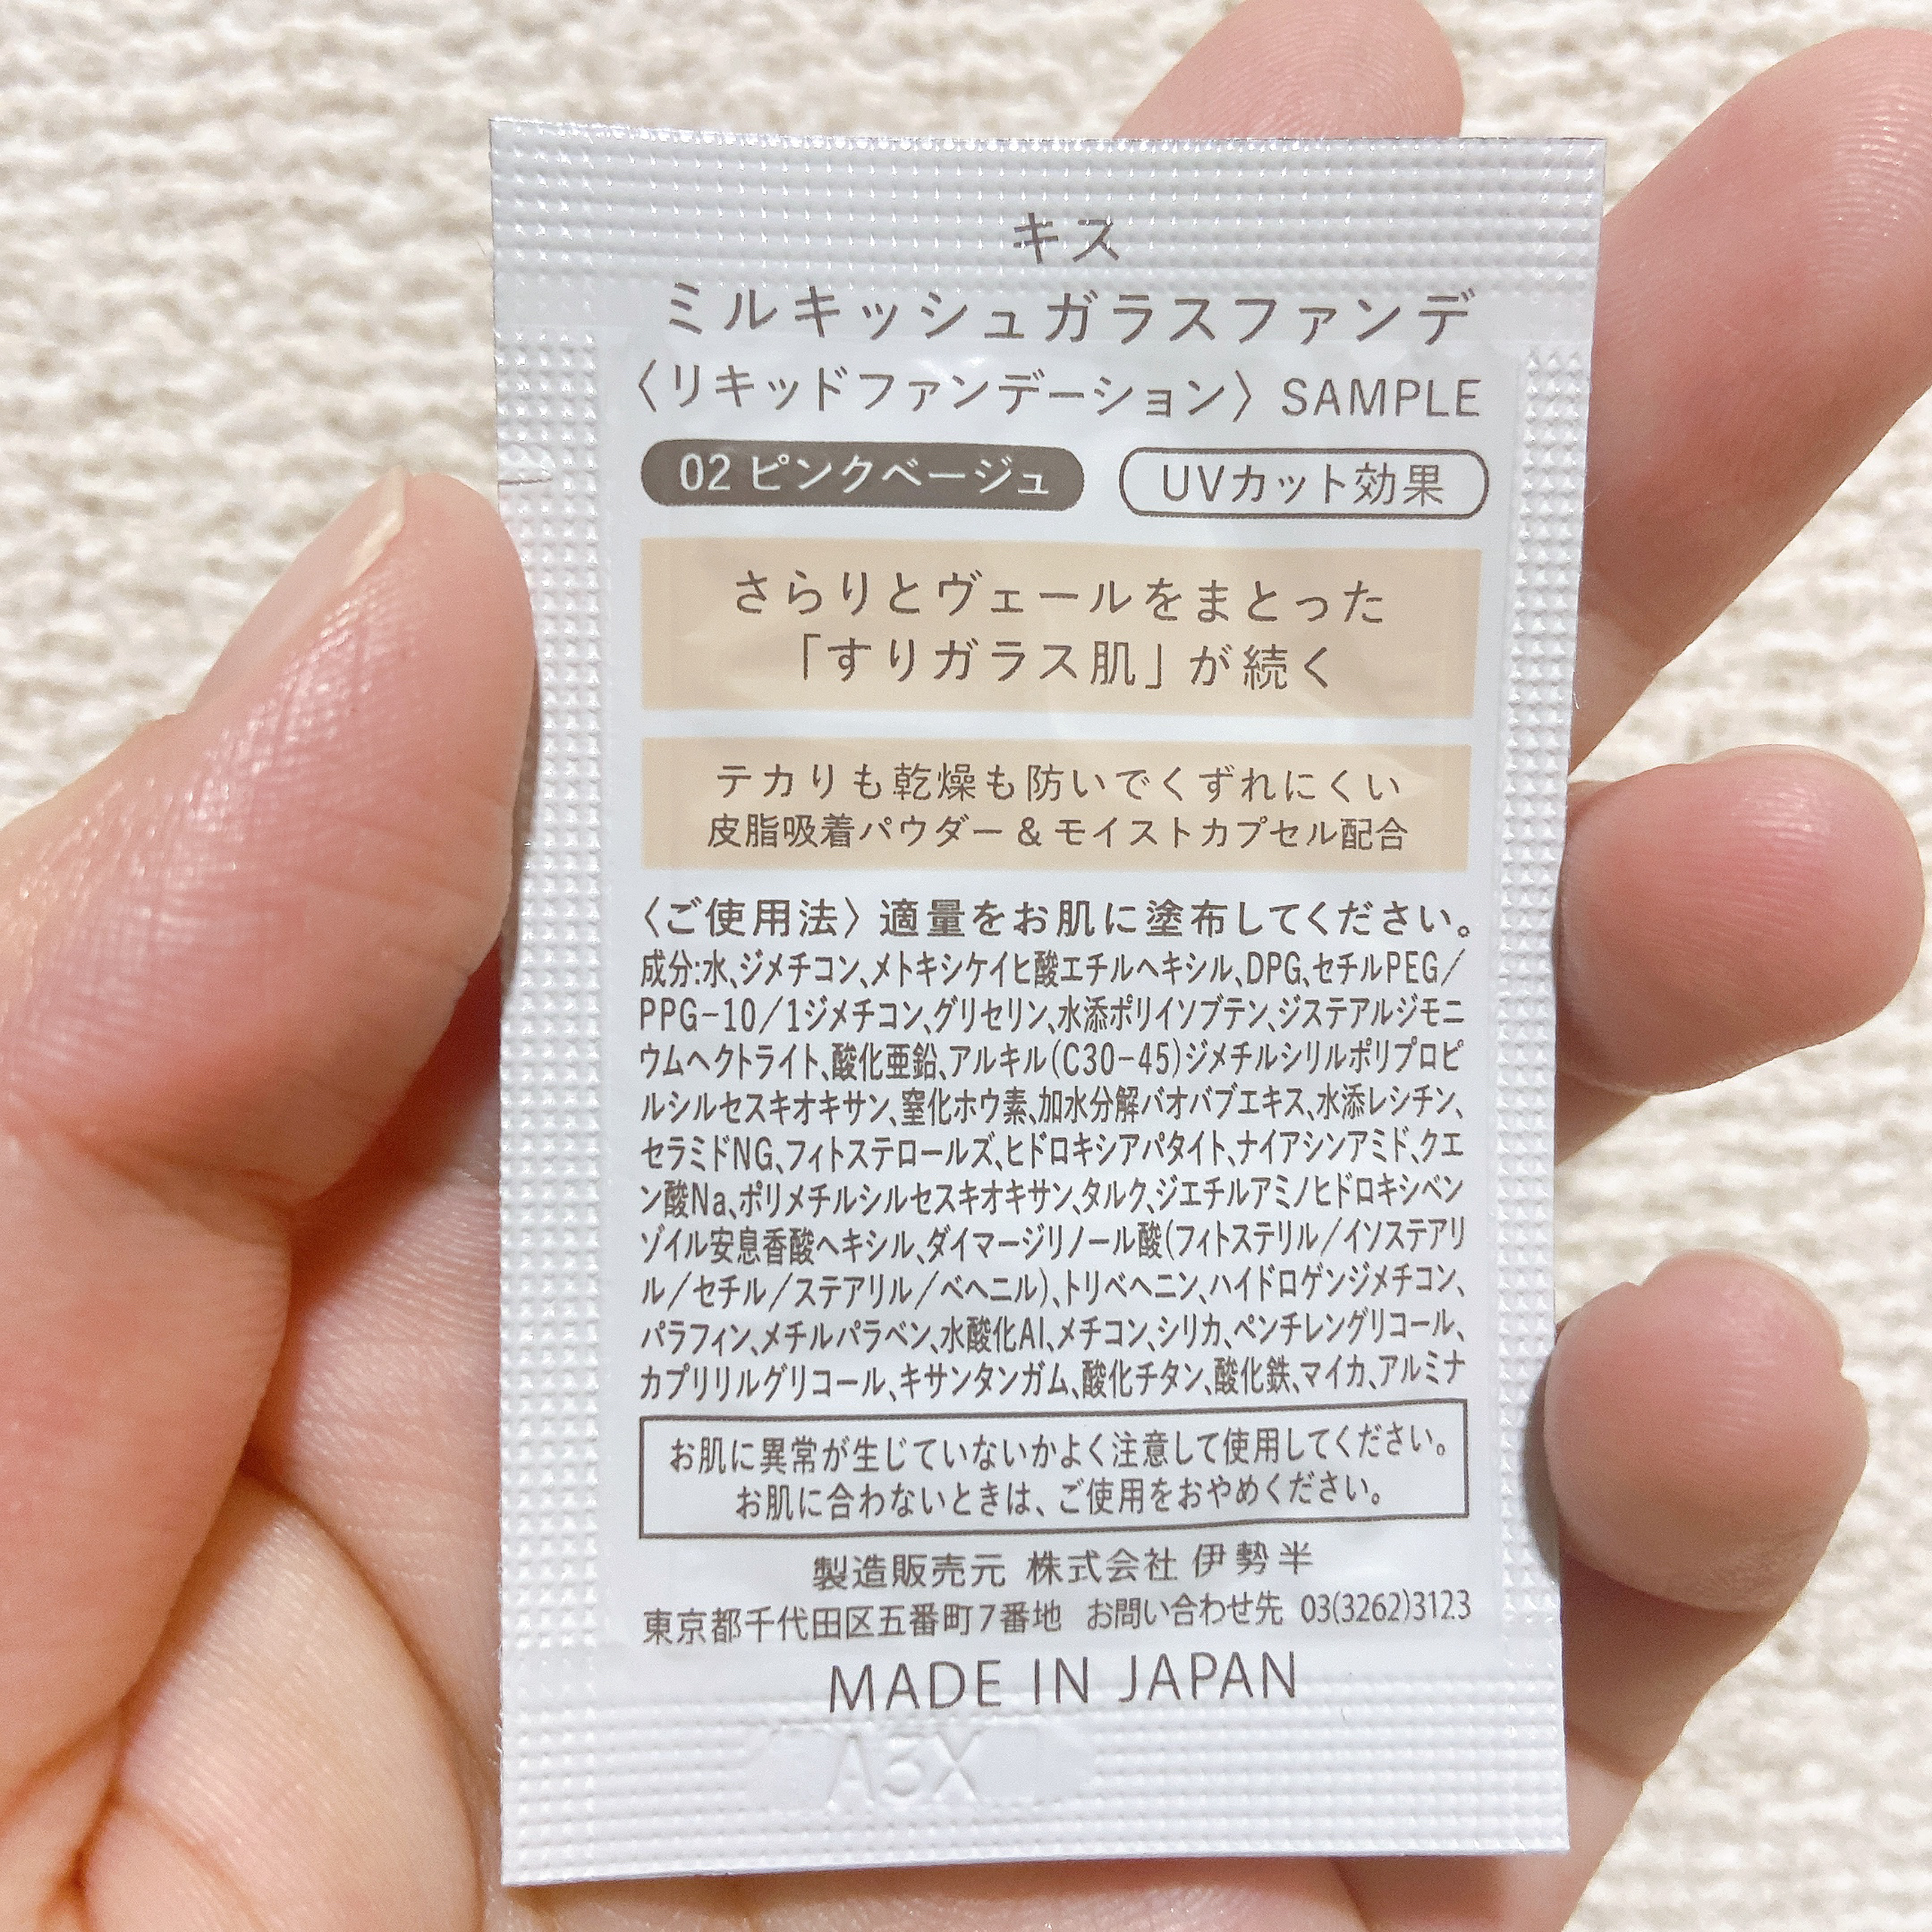 キス
ミルキッシュガラスファンデ
〈リキッドファンデーション〉SAMPLE
02 ピンクベージュ UVカット効果
さらりとヴェールをまとった
「すりガラス肌」が続く
テカりも乾燥も防いでくずれにくい
皮脂吸着パウダー＆モイストカプセル配合
〈ご使用法〉適量をお肌に塗布してください。
成分:水、ジメチコン、メトキシケイヒ酸エチルヘキシル、DPG、セチルPEG/
PPG-10/1ジメチコン、グリセリン、水添ポリイソブテン、ジステアルジモニ
ウムヘクトライト、酸化亜鉛、アルキル(C30-45)ジメチルシリルポリプロピ
ルシルセスキオキサン、窒化ホウ素、加水分解バオバブエキス、水添レシチン、
セラミドNG、フィトステロールズ、ヒドロキシアパタイト、ナイアシンアミド、クエ
ン酸Na、ポリメチルシルセスキオキサン、タルク、ジエチルアミノヒドロキシベン
ゾイル安息香酸ヘキシル、ダイマージリノール酸(フィトステリル/イソステアリ
ル/セチル/ステアリル/ベヘニル)、トリベヘニン、ハイドロゲンジメチコン、
パラフィン、メチルパラベン、水酸化Al、メチコン、シリカ、ペンチレングリコール、
カプリリルグリコール、キサンタンガム、酸化チタン、酸化鉄、マイカ、アルミナ
お肌に異常が生じていないかよく注意して使用してください。
お肌に合わないときは、ご使用をおやめください。
製造販売元 株式会社 伊勢半
東京都千代田区五番町7番地 お問い合わせ先 03(3262)3123
MADE IN JAPAN
A3X